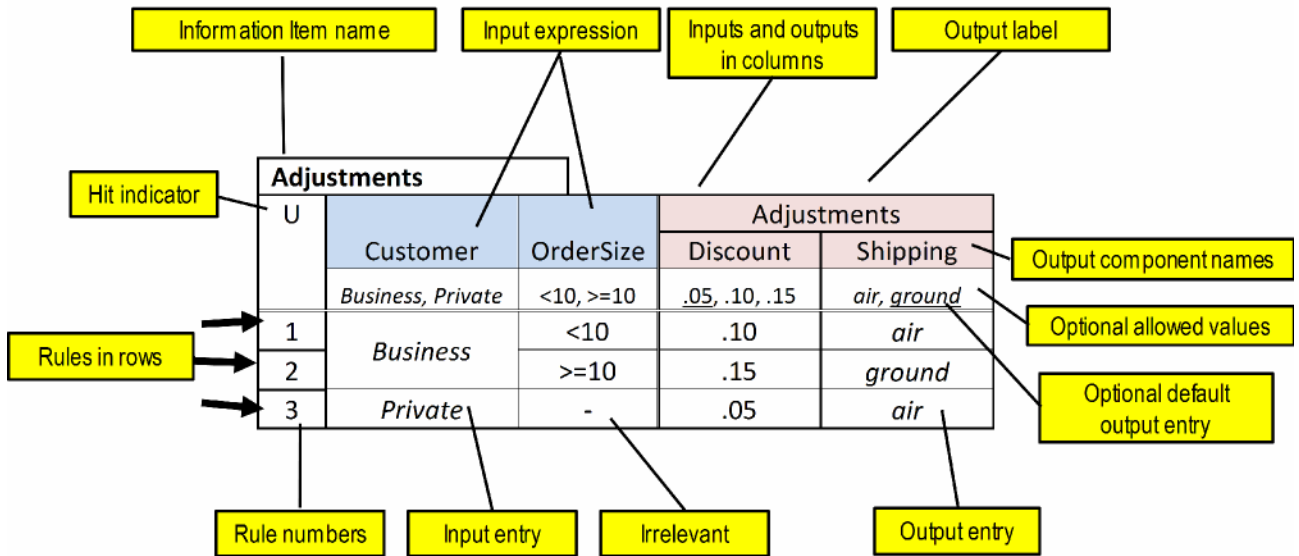 Information Item name
Input expression
Inputs and outputs
in columns
Output label
Adjustments
Hit indicator
U
Adjustments
Customer
OrderSize
Discount
Shipping
Output component names
Business, Private
<10, >=10
.05, .10, .15
air, ground
Optional allowed values
Rules in rows
1
Business
<10
.10
air
2
>=10
.15
ground
Optional default
output entry
3
Private
-
.05
air
Rule numbers
Input entry
Irrelevant
Output entry